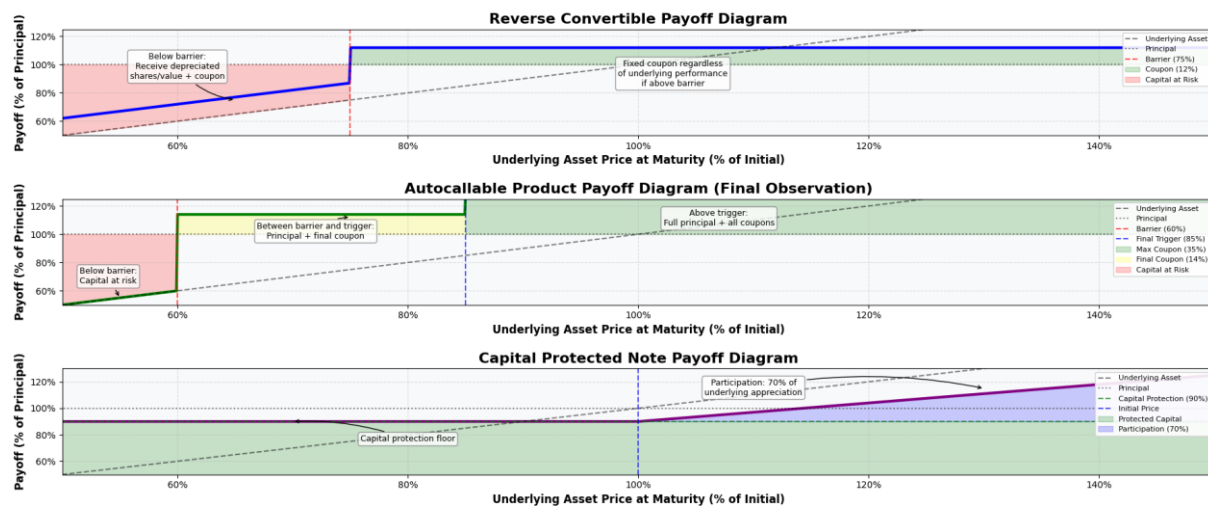 Reverse Convertible Payoff Diagram
Payoff (% of Principal)
120%
100%
80%
60%
Below barrier:
Receive depreciated
shares/value + coupon
Fixed coupon regardless
of underlying performance
if above barrier
Underlying Asset
Principal
Barrier (75%)
Coupon (12%)
Capital at Risk
60%
80%
100%
120%
140%
Underlying Asset Price at Maturity (% of Initial)
Autocallable Product Payoff Diagram (Final Observation)
Payoff (% of Principal)
120%
100%
80%
60%
Below barrier:
Capital at risk
Between barrier and trigger:
Principal + final coupon
Above trigger:
Full principal + all coupons
Underlying Asset
Principal
Barrier (60%)
Final Trigger (85%)
Max Coupon (35%)
Final Coupon (14%)
Capital at Risk
60%
80%
100%
120%
140%
Underlying Asset Price at Maturity (% of Initial)
Capital Protected Note Payoff Diagram
Payoff (% of Principal)
120%
100%
80%
60%
Capital protection floor
Participation: 70% of
underlying appreciation
Underlying Asset
Principal
Capital Protection (90%)
Initial Price
Protected Capital
Participation (70%)
60%
80%
100%
120%
140%
Underlying Asset Price at Maturity (% of Initial)